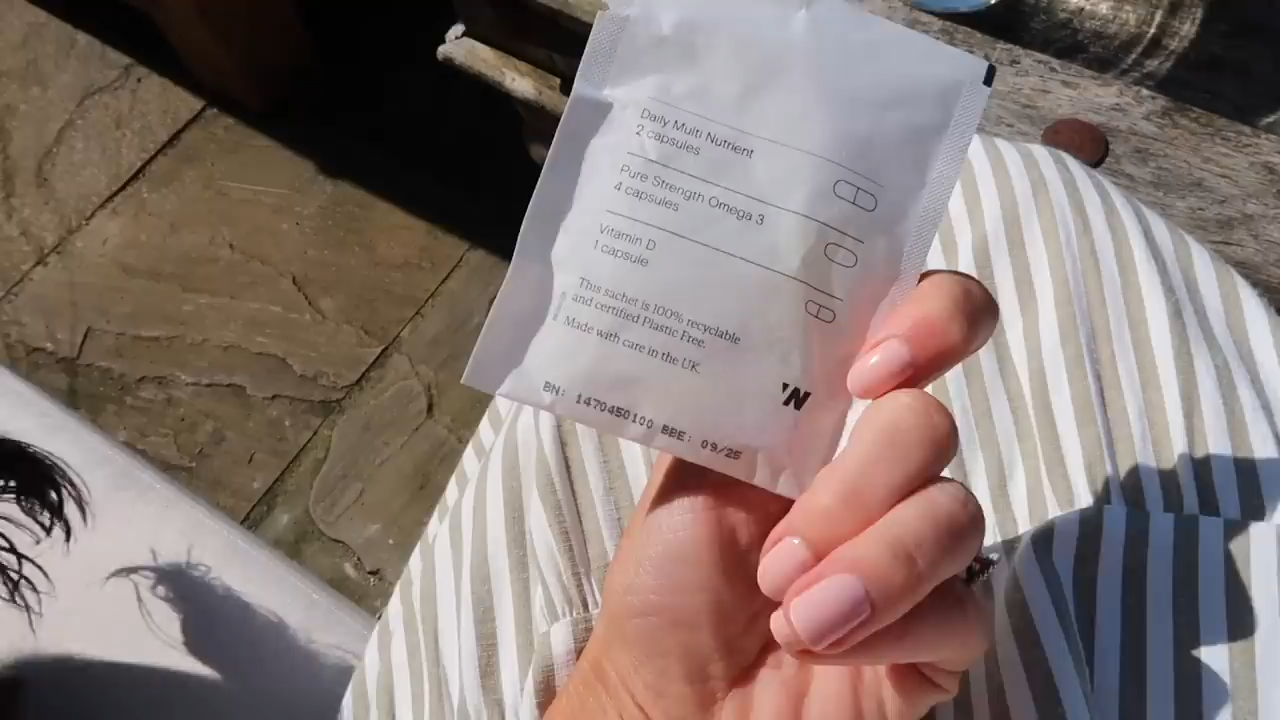 Daily Multi Nutrient
2 capsules
Pure Strength Omega 3
4 capsules
Vitamin D
1 capsule
This sachet is 100% recyclable
and certified Plastic Free.
Made with care in the UK.
BN: 1470450100 BBE: 09/25